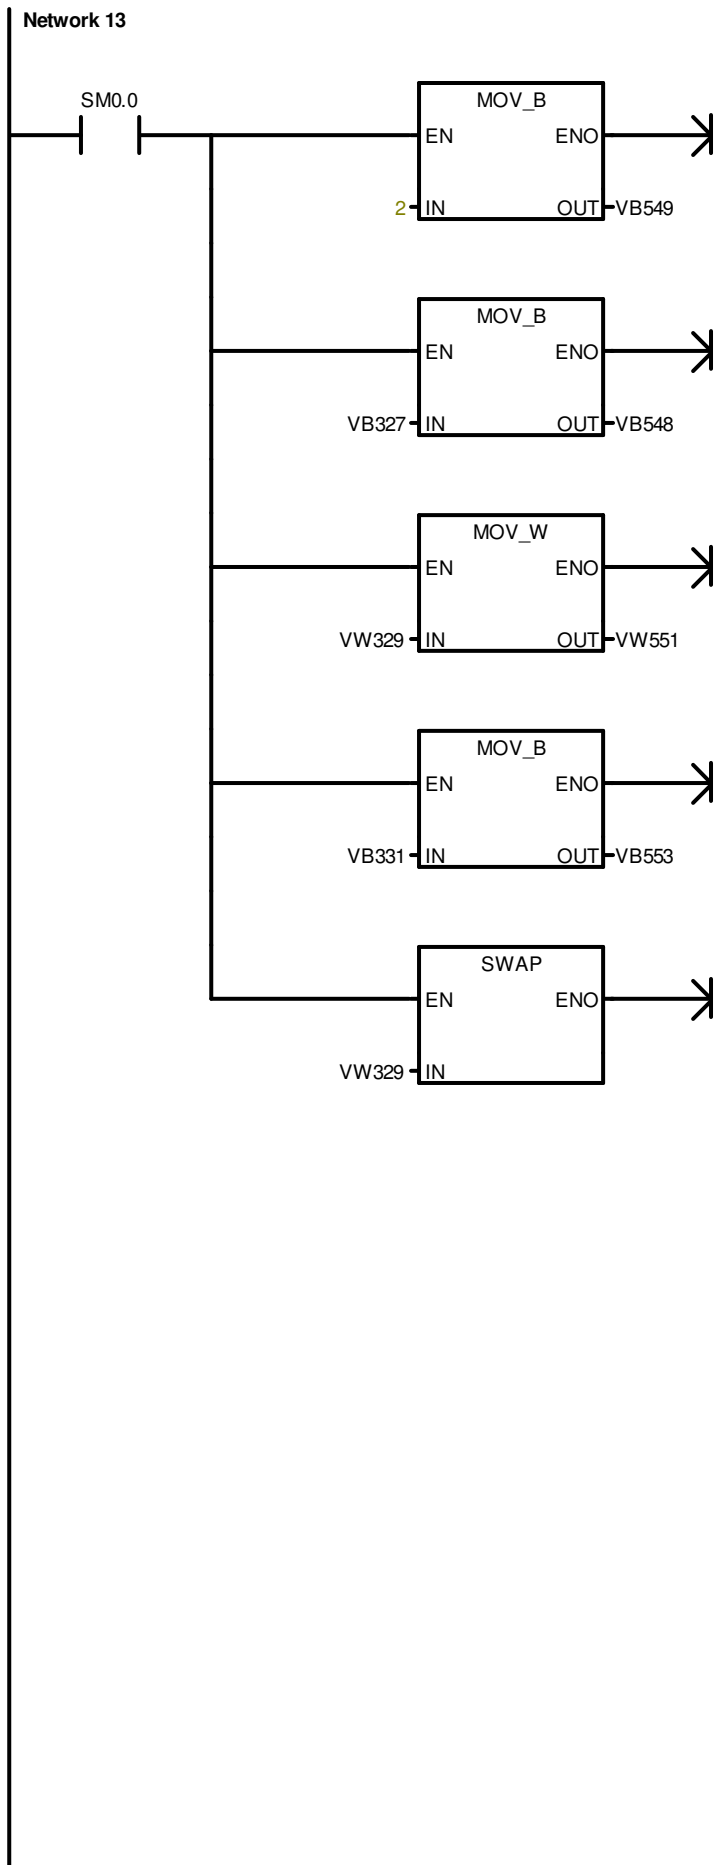 Network 13
SM0.0
MOV_B
EN ENO
2 IN OUT VB549
MOV_B
EN ENO
VB327 IN OUT VB548
MOV_W
EN ENO
VW329 IN OUT VW551
MOV_B
EN ENO
VB331 IN OUT VB553
SWAP
EN ENO
VW329 IN